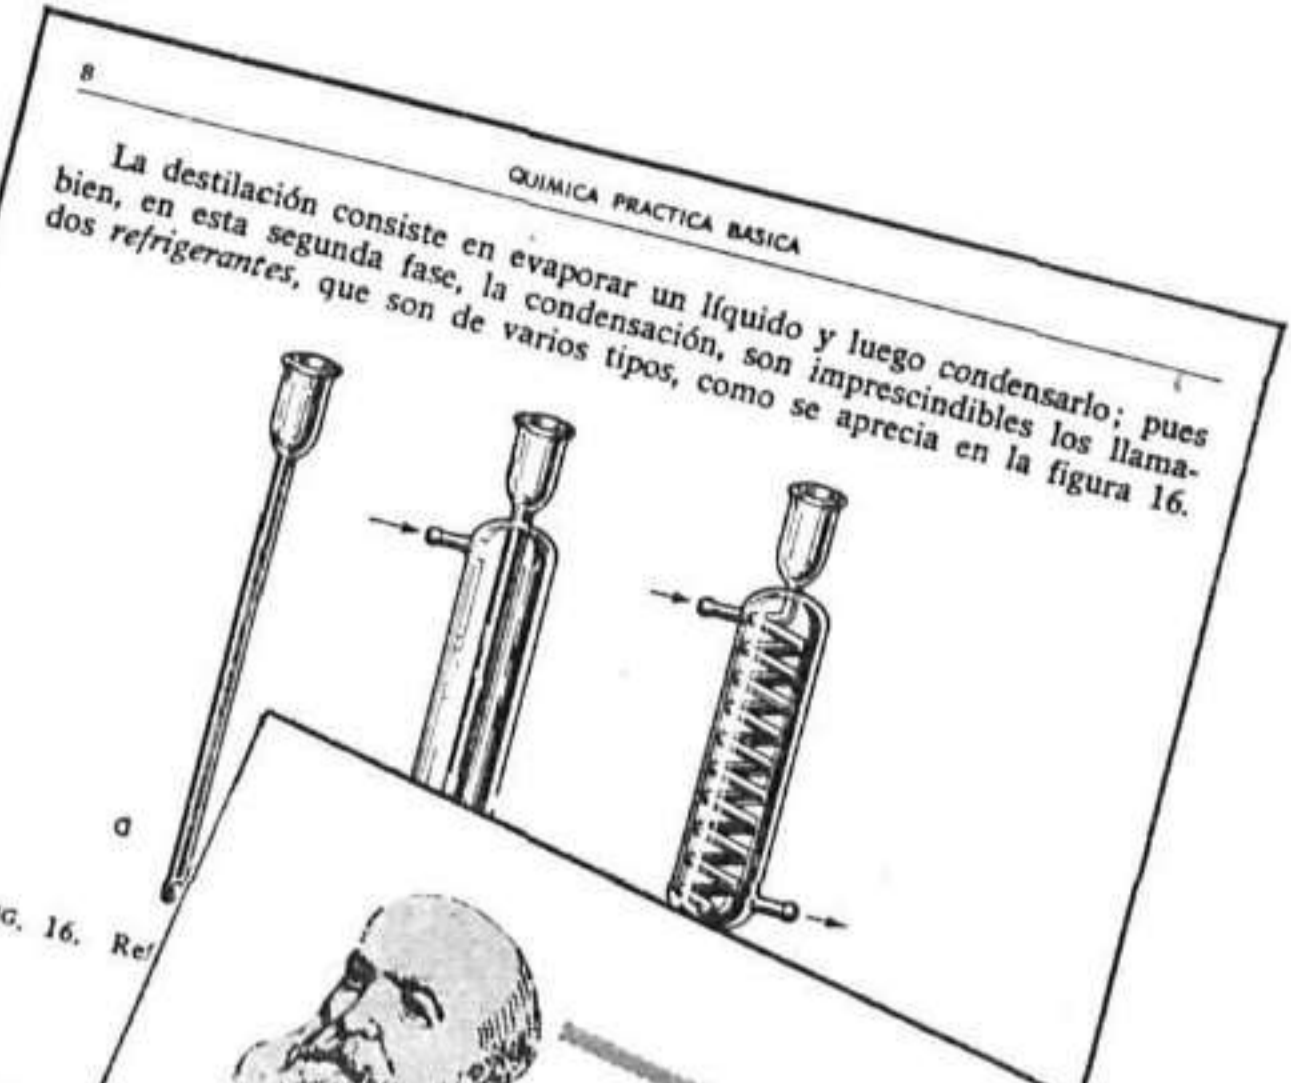 8
QUIMICA PRACTICA BASICA
La destilación consiste en evaporar un líquido y luego condensarlo; pues
bien, en esta segunda fase, la condensación, son imprescindibles los llama-
dos refrigerantes, que son de varios tipos, como se aprecia en la figura 16.
a
G. 16. Ref